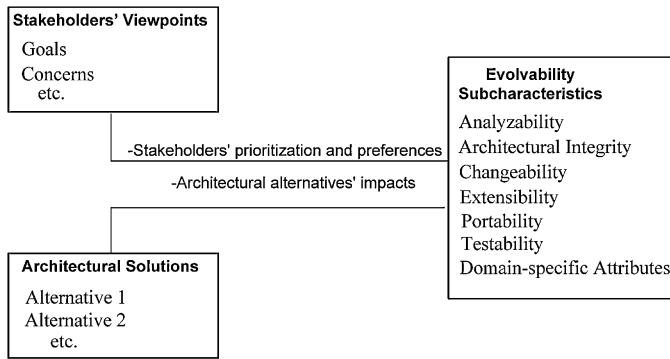 Stakeholders' Viewpoints
Goals
Concerns
etc.
-Stakeholders' prioritization and preferences
-Architectural alternatives' impacts
Evolvability
Subcharacteristics
Analyzability
Architectural Integrity
Changeability
Extensibility
Portability
Testability
Domain-specific Attributes
Architectural Solutions
Alternative 1
Alternative 2
etc.